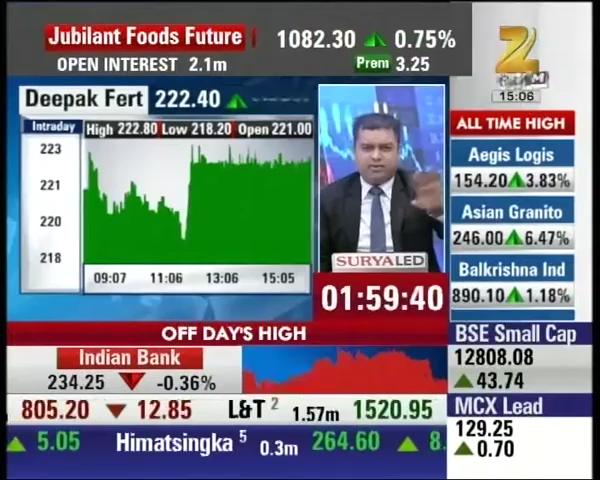 Jubilant Foods Future 1082.30 0.75%
OPEN INTEREST 2.1m Prem 3.25
Z
15:06
Deepak Fert 222.40
Intraday High 222.80 Low 218.20 Open 221.00
223
221
220
218
09:07 11:06 13:06 15:05
SURYA LED
01:59:40
ALL TIME HIGH
Aegis Logis
154.20 3.83%
Asian Granito
246.00 6.47%
Balkrishna Ind
890.10 1.18%
OFF DAY'S HIGH
Indian Bank
234.25 -0.36%
BSE Small Cap
12808.08
43.74
805.20 12.85 L&T 2 1.57m 1520.95
MCX Lead
129.25
0.70
5.05 Himatsingka 5 0.3m 264.60 8.